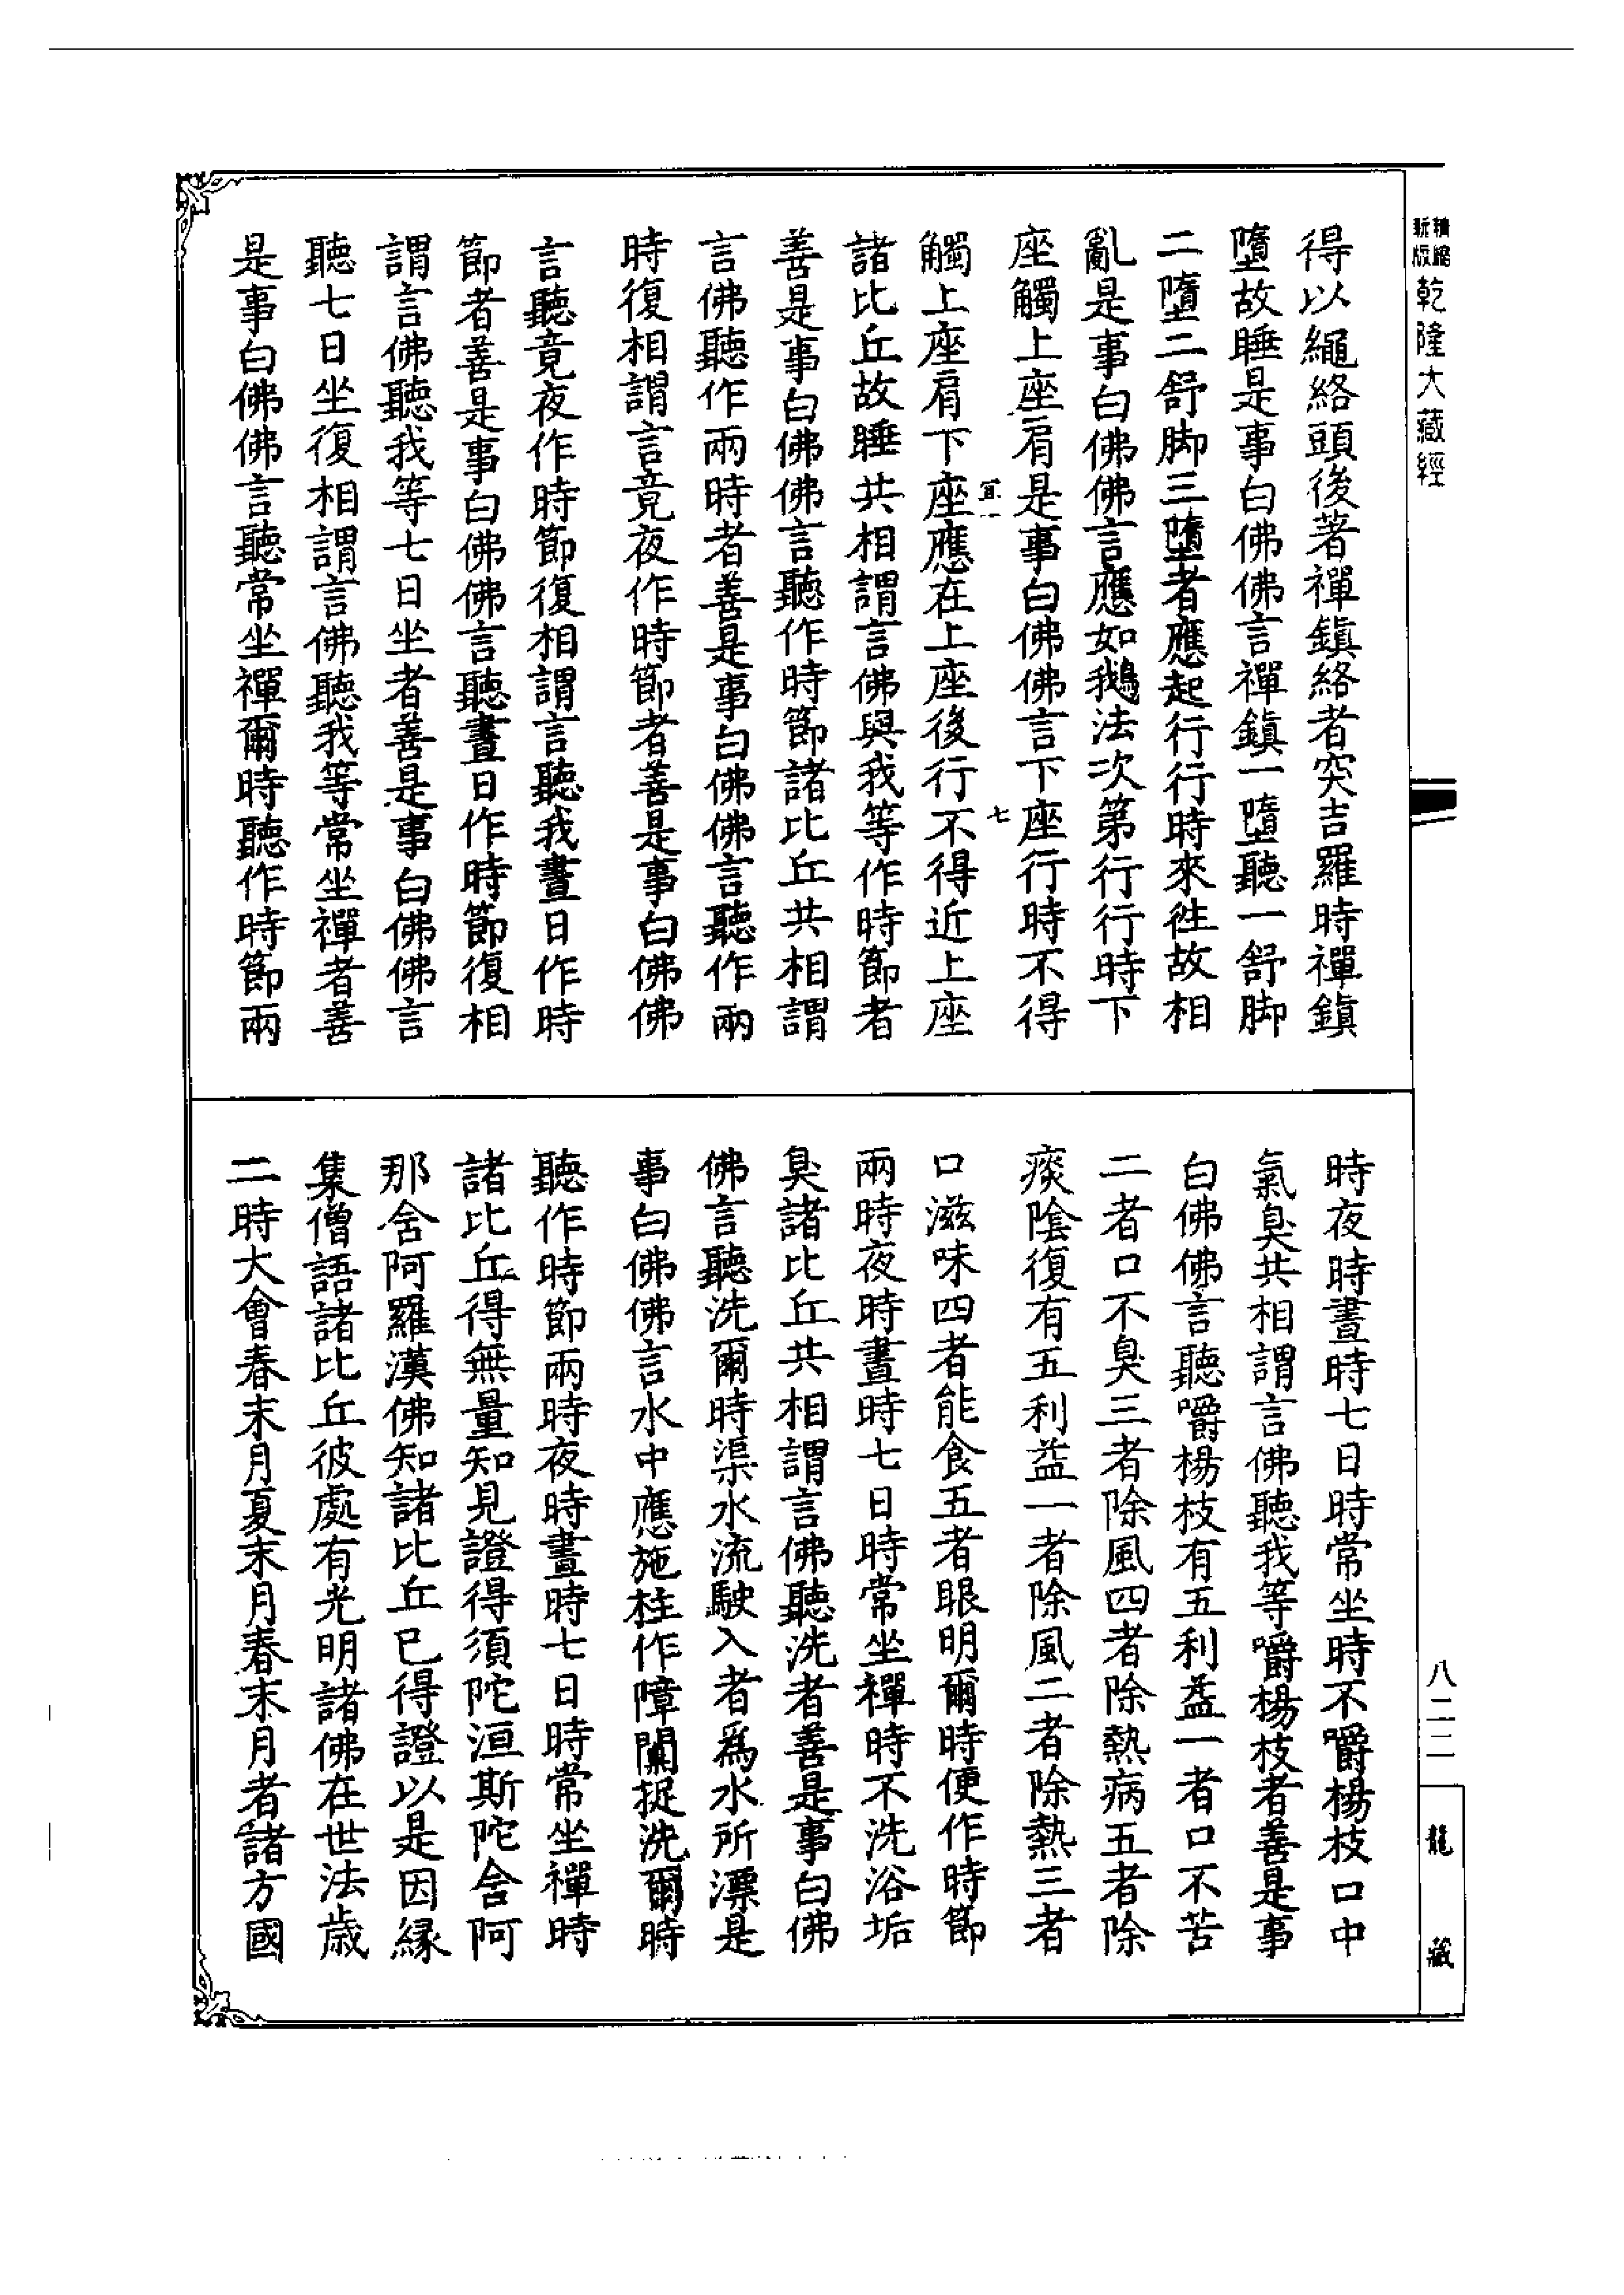 精縮新版乾隆大藏經
得以繩絡頭後著禪鎮絡者突吉羅時禪鎮
墮故睡是事白佛佛言禪鎮一墮聽一舒脚
二墮二舒脚三墮者應起行行時來徃故相
亂是事白佛佛言應如鵝法次第行行時下
座觸上座肩是事白佛佛言下座行時不得
七
觸上座肩下座應在上座後行不得近上座
諸比丘故睡共相謂言佛與我等作時節者
善是事白佛佛言聽作時節諸比丘共相謂
言佛聽作兩時者善是事白佛佛言聽作兩
時復相謂言竟夜作時節者善是事白佛佛
言聽竟夜作時節復相謂言聽我晝日作時
節者善是事白佛佛言聽晝日作時節復相
謂言佛聽我等七日坐者善是事白佛佛言
聽七日坐復相謂言佛聽我等常坐禪者善
是事白佛佛言聽常坐禪爾時聽作時節兩
時夜時晝時七日時常坐時不嚼楊枝口中
氣臭共相謂言佛聽我等嚼楊枝者善是事
白佛佛言聽嚼楊枝有五利益一者口不苦
二者口不臭三者除風四者除熱病五者除
痰陰復有五利益一者除風二者除熱三者
口滋味四者能食五者眼明爾時便作時節
兩時夜時晝時七日時常坐禪時不洗浴垢
臭諸比丘共相謂言佛聽洗者善是事白佛
佛言聽洗爾時渠水流駛入者為水所漂是
事白佛佛言水中應施柱作障闌捉洗爾時
聽作時節兩時夜時晝時七日時常坐禪時
諸比丘得無量知見證得須陀洹斯陀含阿
那含阿羅漢佛知諸比丘已得證以是因緣
集僧語諸比丘彼處有光明諸佛在世法歲
二時大會春末月夏末月春末月者諸方國
八二二
龍藏